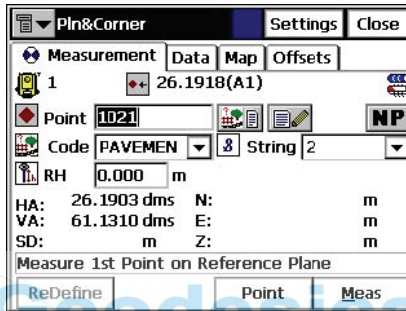 Pln&Corner Settings Close
Measurement Data Map Offsets
1 26.1918(A1)
Point 1021 NP
Code PAVEMEN String 2
RH 0.000 m
HA: 26.1903 dms N: m
VA: 61.1310 dms E: m
SD: m Z: m
Measure 1st Point on Reference Plane
ReDefine Point Meas